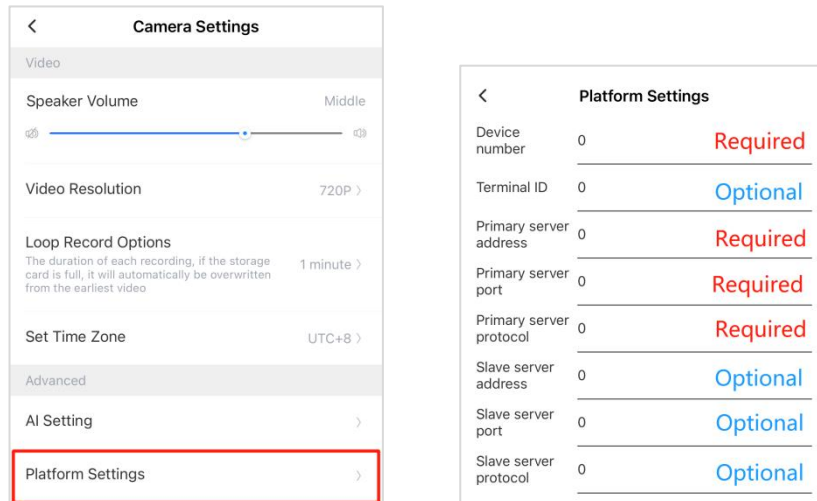 Camera Settings
Video
Speaker Volume
Middle
Video Resolution
720P
Loop Record Options
The duration of each recording, if the storage
card is full, it will automatically be overwritten
from the earliest video
1 minute
Set Time Zone
UTC+8
Advanced
AI Setting
Platform Settings
Platform Settings
Device
number
0
Required
Terminal ID
0
Optional
Primary server
address
0
Required
Primary server
port
0
Required
Primary server
protocol
0
Required
Slave server
address
0
Optional
Slave server
port
0
Optional
Slave server
protocol
0
Optional